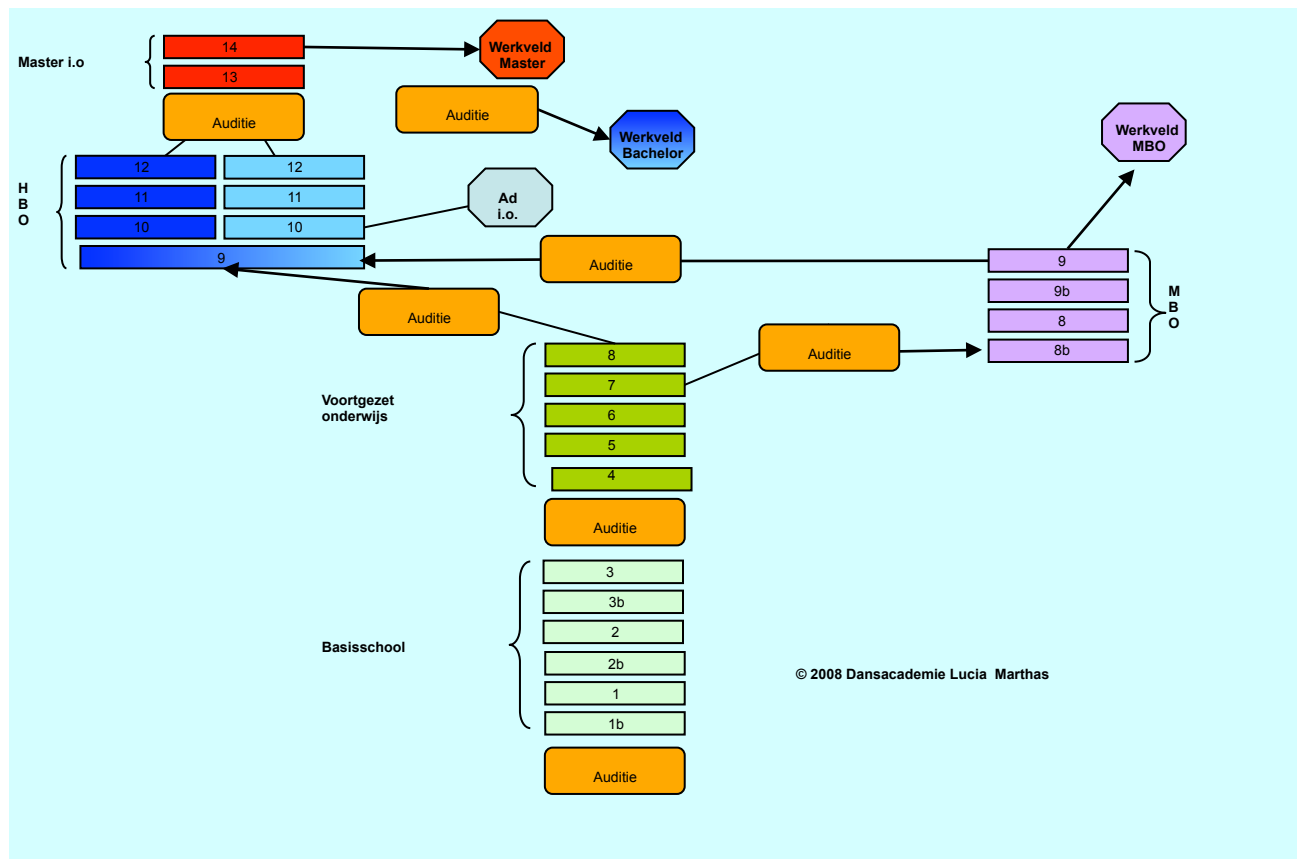 Master i.o
14
13
Auditie
Werkveld
Master
Auditie
Werkveld
Bachelor
Werkveld
MBO
H
B
O
12
12
11
11
10
10
9
Ad
i.o.
Auditie
Auditie
9
9b
8
8b
M
B
O
Auditie
Voortgezet
onderwijs
8
7
6
5
4
Auditie
Basisschool
3
3b
2
2b
1
1b
Auditie
© 2008 Dansacademie Lucia Marthas